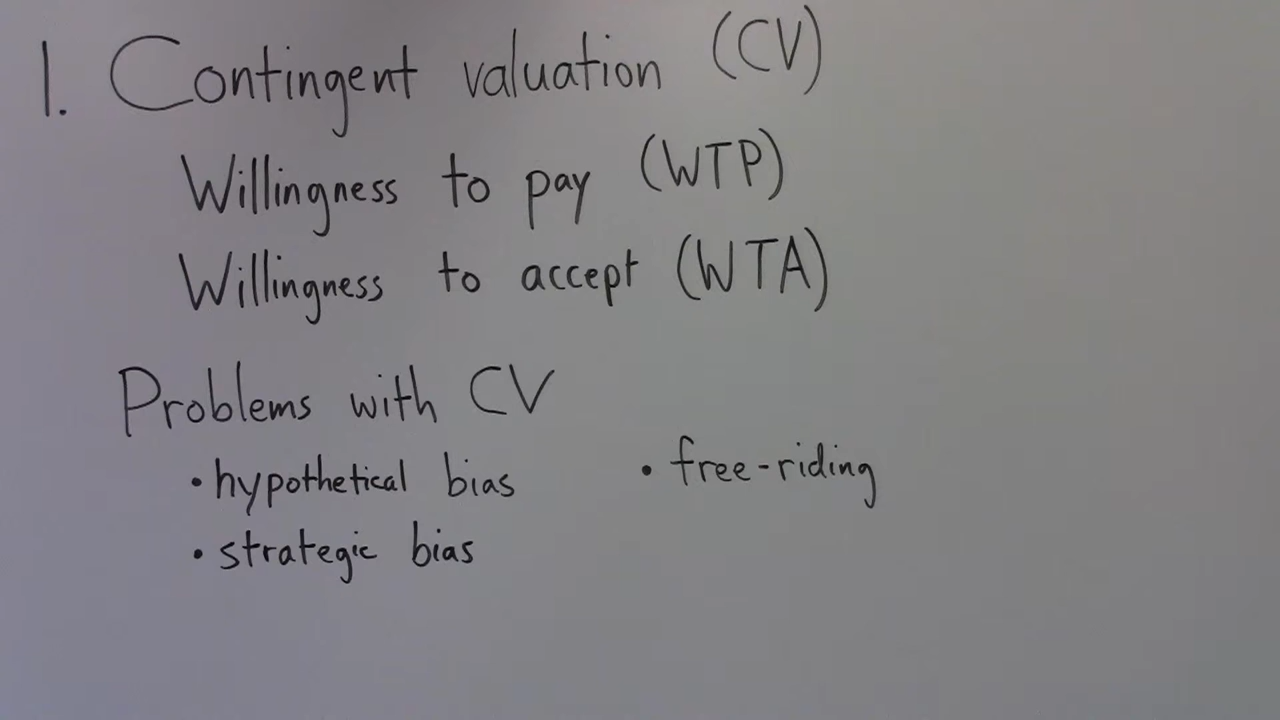 1. Contingent valuation (CV)
Willingness to pay (WTP)
Willingness to accept (WTA)
Problems with CV
• hypothetical bias
• free-riding
• strategic bias